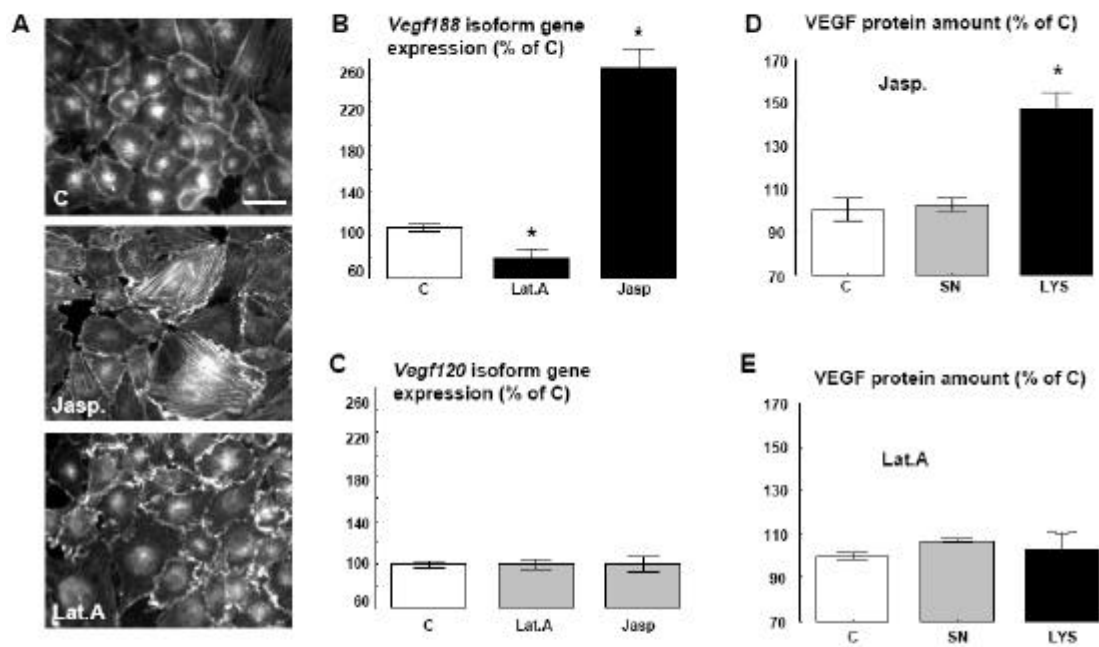 A
C
Jasp.
Lat.A
B
Vegf188 isoform gene
expression (% of C)
260
220
180
140
100
60
*
*
C Lat.A Jasp
C
Vegf120 isoform gene
expression (% of C)
260
220
180
140
100
60
C Lat.A Jasp
D
VEGF protein amount (% of C)
170
150
130
110
90
70
Jasp.
*
C SN LYS
E
VEGF protein amount (% of C)
170
150
130
110
90
70
Lat.A
C SN LYS